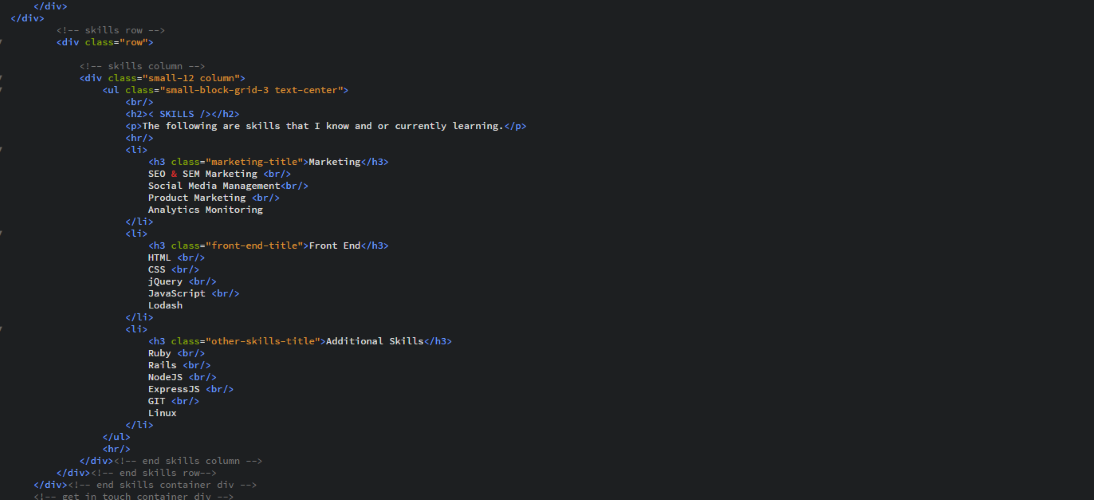 </div>
</div>
<!-- skills row -->
<div class="row">
<!-- skills column -->
<div class="small-12 column">
<ul class="small-block-grid-3 text-center">
<br/>
<h2>< SKILLS /></h2>
<p>The following are skills that I know and or currently learning.</p>
<hr/>
<li>
<h3 class="marketing-title">Marketing</h3>
SEO & SEM Marketing <br/>
Social Media Management<br/>
Product Marketing <br/>
Analytics Monitoring
</li>
<li>
<h3 class="front-end-title">Front End</h3>
HTML <br/>
CSS <br/>
jQuery <br/>
JavaScript <br/>
Lodash
</li>
<li>
<h3 class="other-skills-title">Additional Skills</h3>
Ruby <br/>
Rails <br/>
NodeJS <br/>
ExpressJS <br/>
GIT <br/>
Linux
</li>
</ul>
<hr/>
</div><!-- end skills column -->
</div><!-- end skills row-->
</div><!-- end skills container div -->
<!-- get in touch container div -->